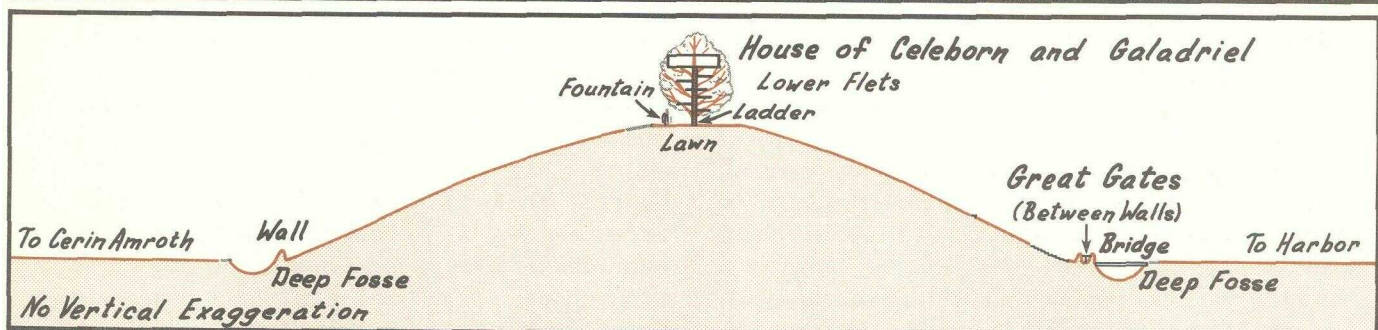 House of Celeborn and Galadriel
Lower Flets
Fountain
Ladder
Lawn
Great Gates
(Between Walls)
To Cerin Amroth
Wall
Bridge
To Harbor
Deep Fosse
Deep Fosse
No Vertical Exaggeration